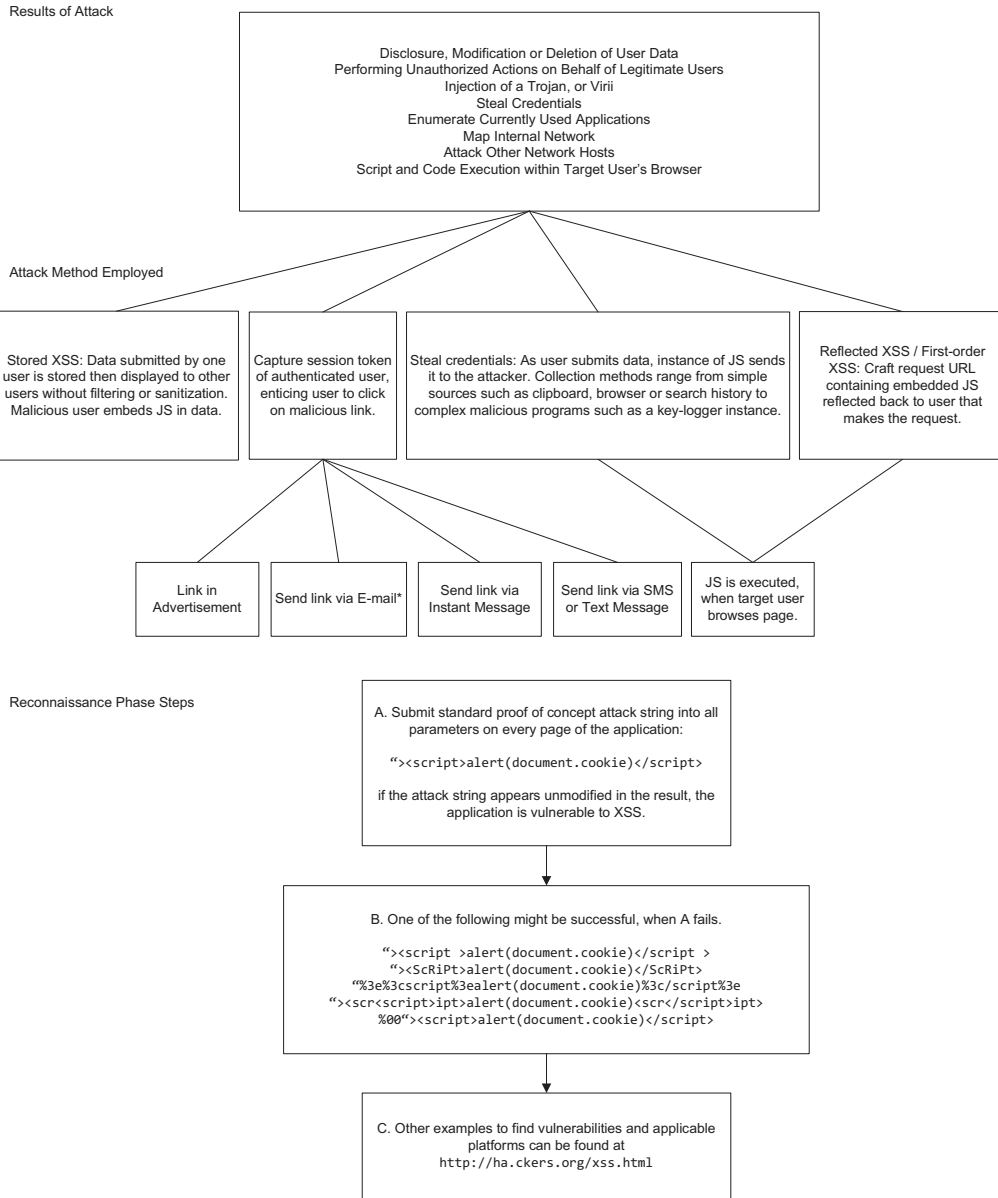 Results of Attack
Disclosure, Modification or Deletion of User Data
Performing Unauthorized Actions on Behalf of Legitimate Users
Injection of a Trojan, or Virii
Steal Credentials
Enumerate Currently Used Applications
Map Internal Network
Attack Other Network Hosts
Script and Code Execution within Target User's Browser
Attack Method Employed
Stored XSS: Data submitted by one
user is stored then displayed to other
users without filtering or sanitization.
Malicious user embeds JS in data.
Capture session token
of authenticated user,
enticing user to click
on malicious link.
Steal credentials: As user submits data, instance of JS sends
it to the attacker. Collection methods range from simple
sources such as clipboard, browser or search history to
complex malicious programs such as a key-logger instance.
Reflected XSS / First-order
XSS: Craft request URL
containing embedded JS
reflected back to user that
makes the request.
Link in
Advertisement
Send link via E-mail*
Send link via
Instant Message
Send link via SMS
or Text Message
JS is executed,
when target user
browses page.
Reconnaissance Phase Steps
A. Submit standard proof of concept attack string into all
parameters on every page of the application:
“><script>alert(document.cookie)</script>
if the attack string appears unmodified in the result, the
application is vulnerable to XSS.
B. One of the following might be successful, when A fails.
“><script >alert(document.cookie)</script >
“><ScRiPt>alert(document.cookie)</ScRiPt>
“%3e%3cscript%3ealert(document.cookie)%3c/script%3e
“><scr<script>ipt>alert(document.cookie)<scr</script>ipt>
%00“><script>alert(document.cookie)</script>
C. Other examples to find vulnerabilities and applicable
platforms can be found at
http://ha.ckers.org/xss.html